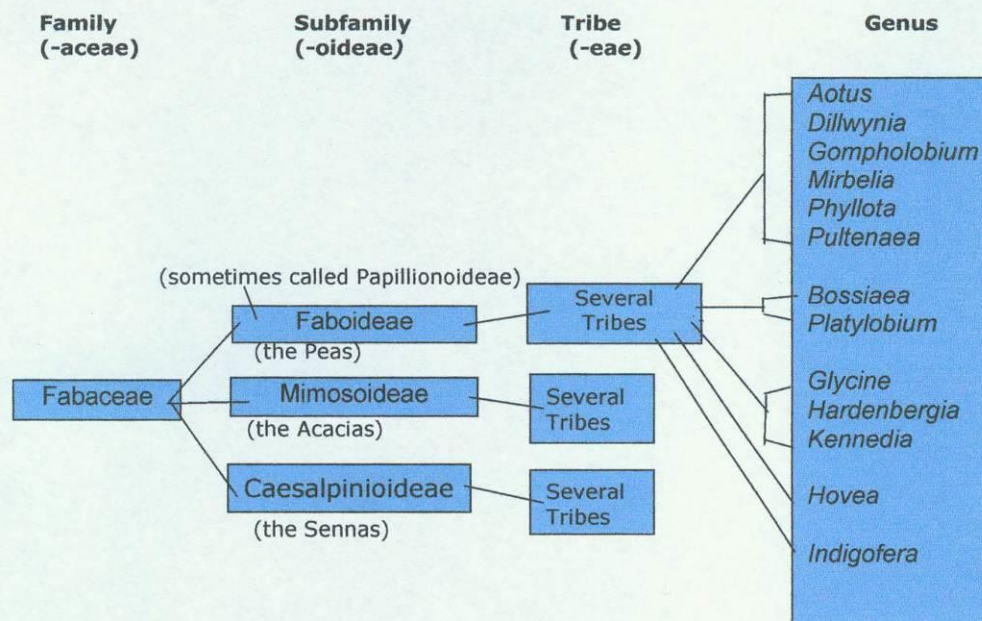 Family
(-aceae)
Subfamily
(-oideae)
Tribe
(-eae)
Genus
Aotus
Dillwynia
Gompholobium
Mirbelia
Phyllota
Pultenaea
(sometimes called Papillionoideae)
Faboideae
(the Peas)
Several
Tribes
Bossiaea
Platylobium
Fabaceae
Mimosoideae
(the Acacias)
Several
Tribes
Glycine
Hardenbergia
Kennedia
Caesalpinioideae
(the Sennas)
Several
Tribes
Hovea
Indigofera